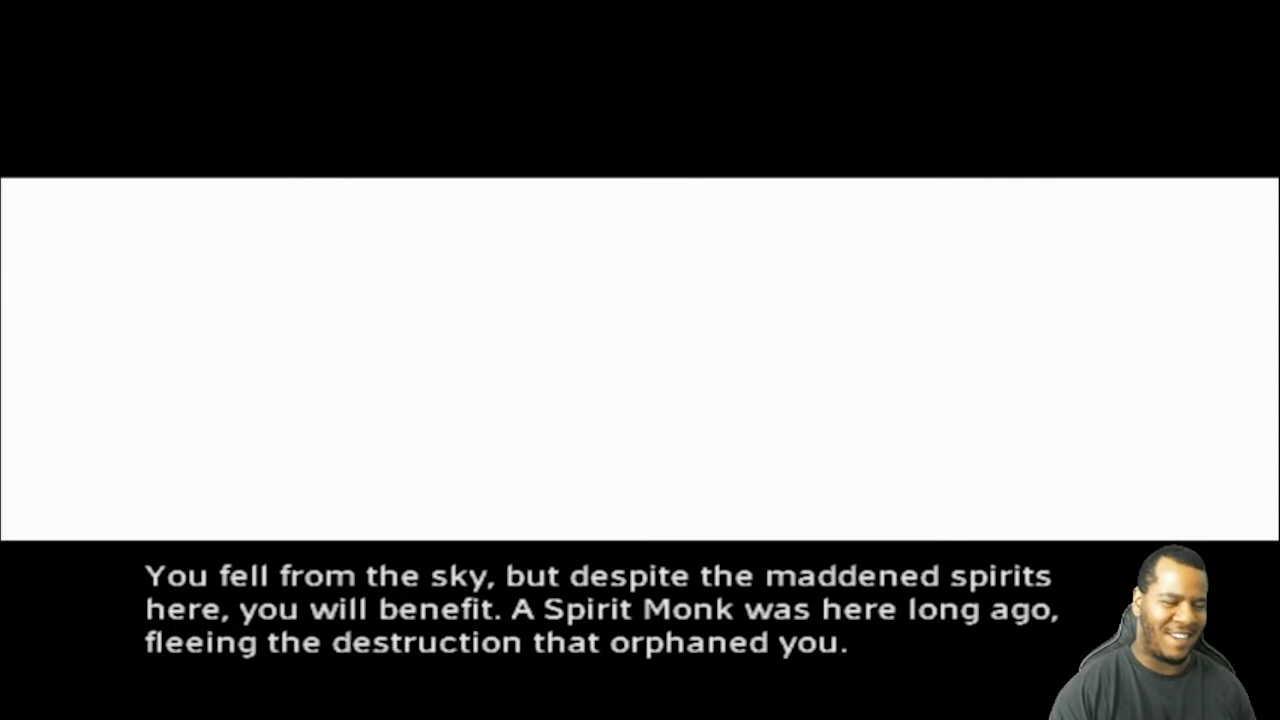 You fell from the sky, but despite the maddened spirits
here, you will benefit. A Spirit Monk was here long ago,
fleeing the destruction that orphaned you.